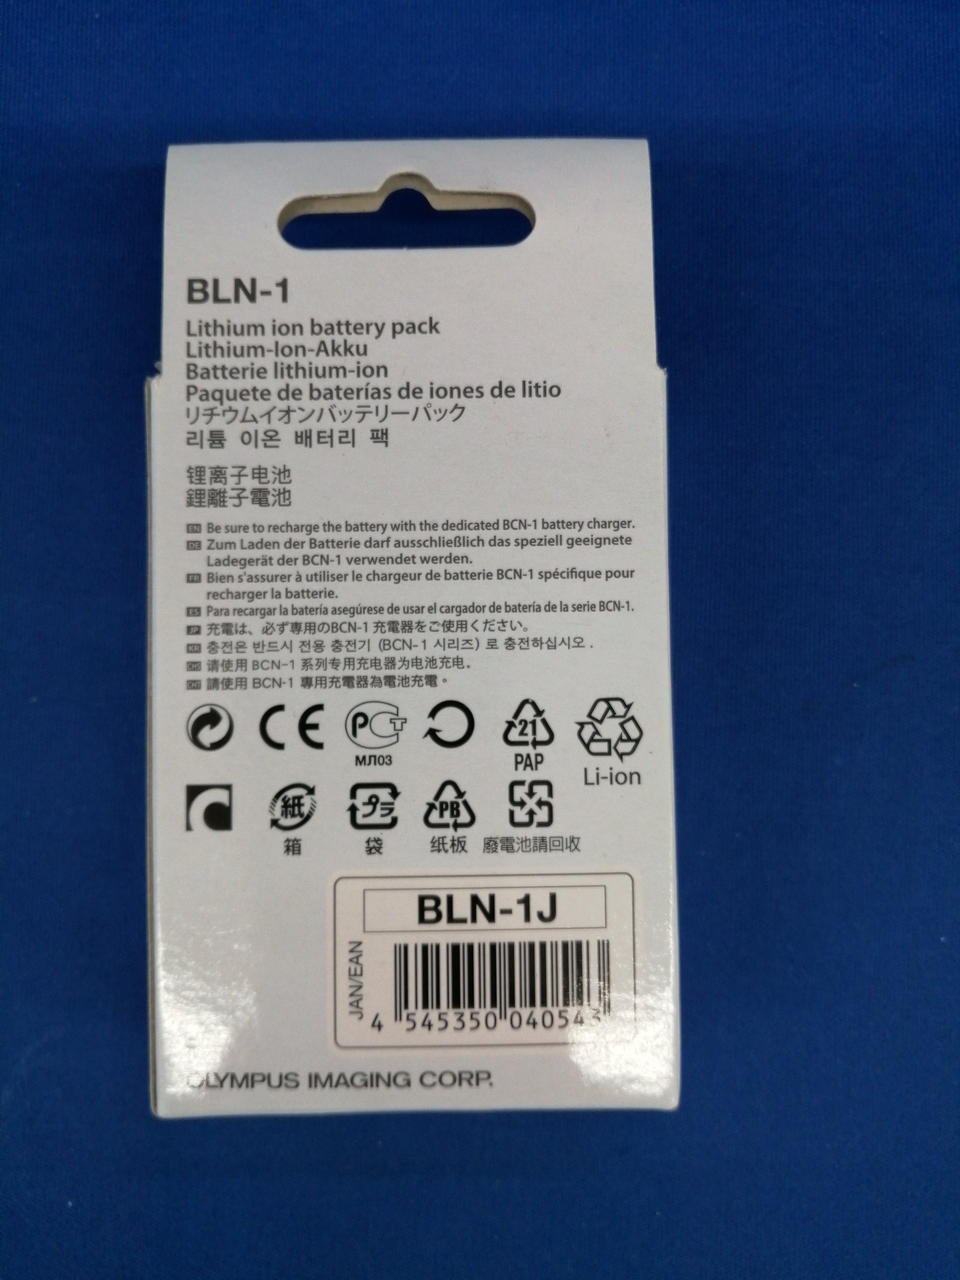 BLN-1
Lithium ion battery pack
Lithium-Ion-Akku
Batterie lithium-ion
Paquete de baterías de iones de litio
リチウムイオンバッテリーパック
리튬 이온 배터리 팩
锂离子电池
鋰離子電池
EN Be sure to recharge the battery with the dedicated BCN-1 battery charger.
DE Zum Laden der Batterie darf ausschließlich das speziell geeignete
Ladegerät der BCN-1 verwendet werden.
FR Bien s'assurer à utiliser le chargeur de batterie BCN-1 spécifique pour
recharger la batterie.
ES Para recargar la batería asegúrese de usar el cargador de batería de la serie BCN-1.
JP 充電は、必ず専用のBCN-1 充電器をご使用ください。
KR 충전은 반드시 전용 충전기 (BCN-1 시리즈) 로 충전하십시오 .
请使用 BCN-1 系列专用充电器为电池充电.
請使用 BCN-1 專用充電器為電池充電。
CE PCT 21
МЛ03 PAP Li-ion
紙 プラ PB
箱 袋 纸板 廢電池請回收
BLN-1J
JAN/EAN
4 545350 04054
OLYMPUS IMAGING CORP.